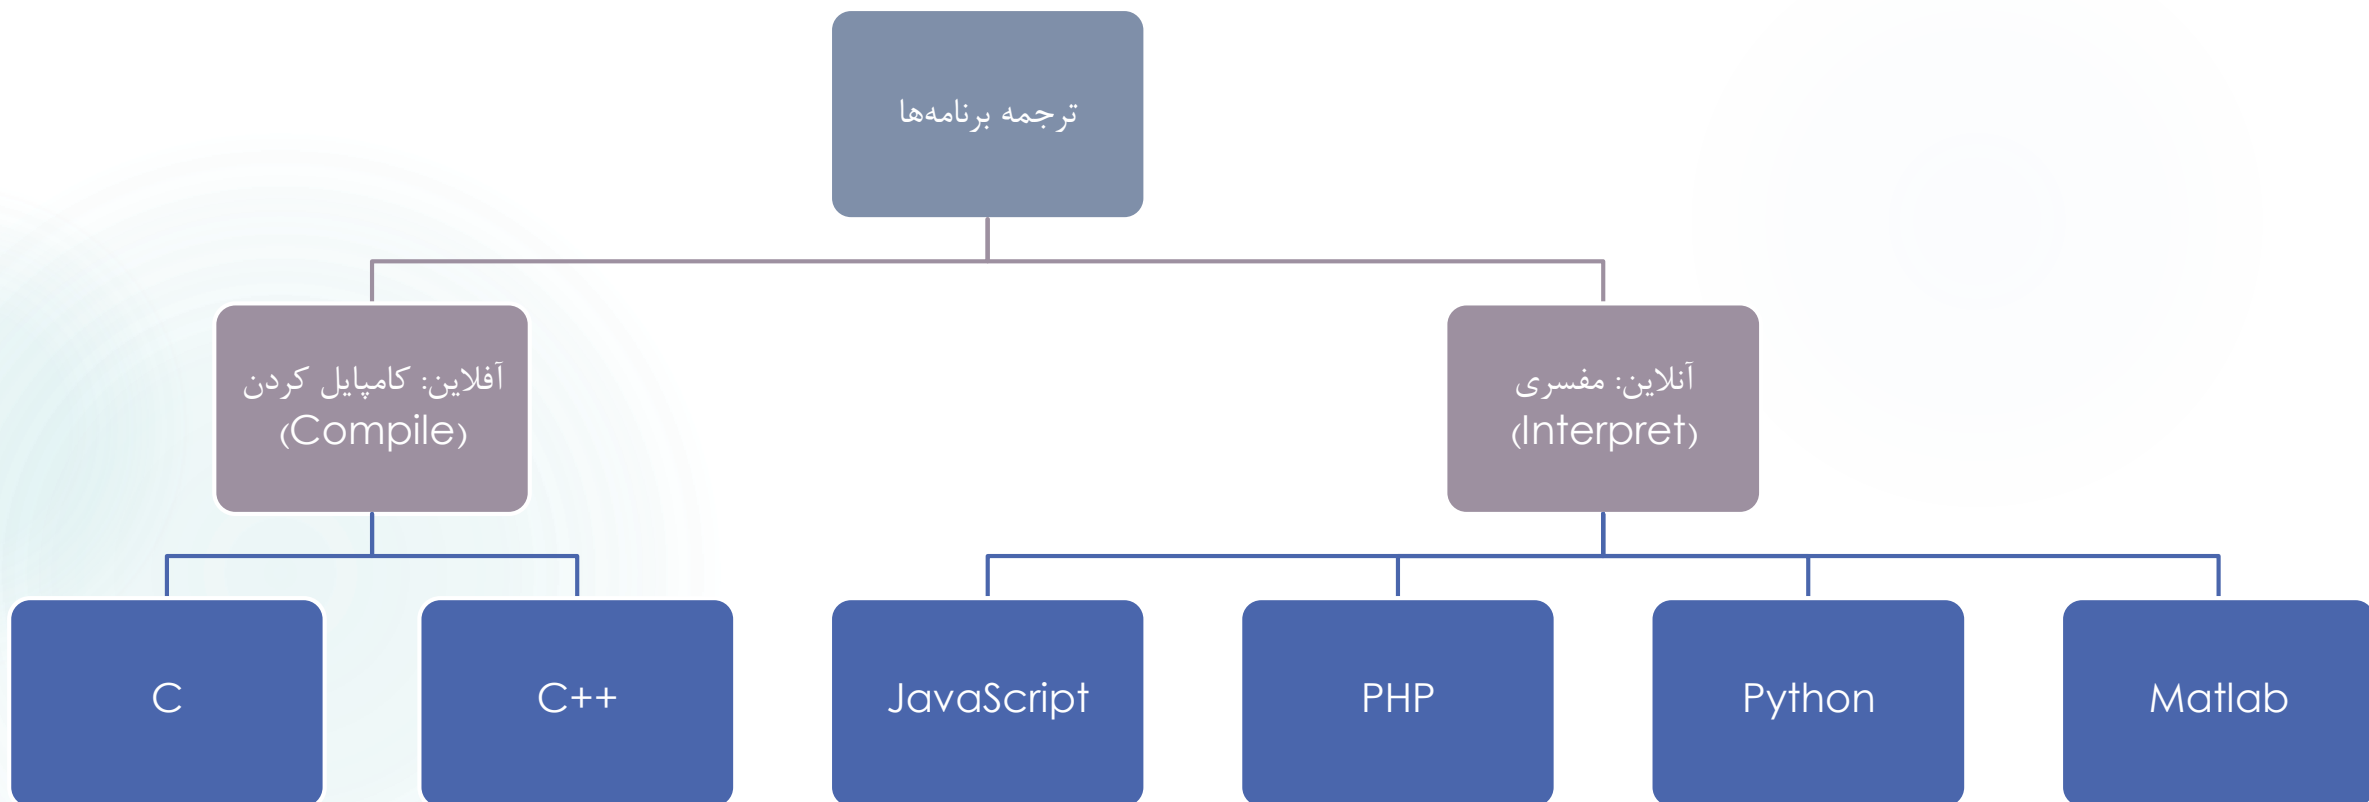 ترجمه برنامه‌ها
آفلاین: کامپایل کردن
(Compile)
آنلاین: مفسری
(Interpret)
C
C++
JavaScript
PHP
Python
Matlab